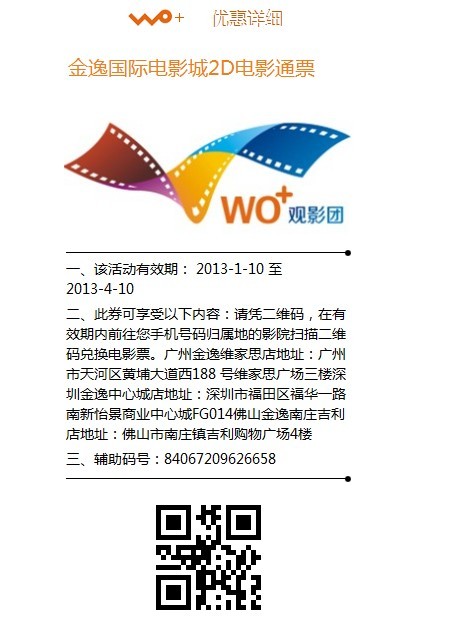 wo+ 优惠详细
金逸国际电影城2D电影通票
WO+ 观影团
一、该活动有效期： 2013-1-10 至
2013-4-10
二、此券可享受以下内容：请凭二维码，在有
效期内前往您手机号码归属地的影院扫描二维
码兑换电影票。广州金逸维家思店地址：广州
市天河区黄埔大道西188 号维家思广场三楼深
圳金逸中心城店地址：深圳市福田区福华一路
南新怡景商业中心城FG014佛山金逸南庄吉利
店地址：佛山市南庄镇吉利购物广场4楼
三、辅助码号：84067209626658